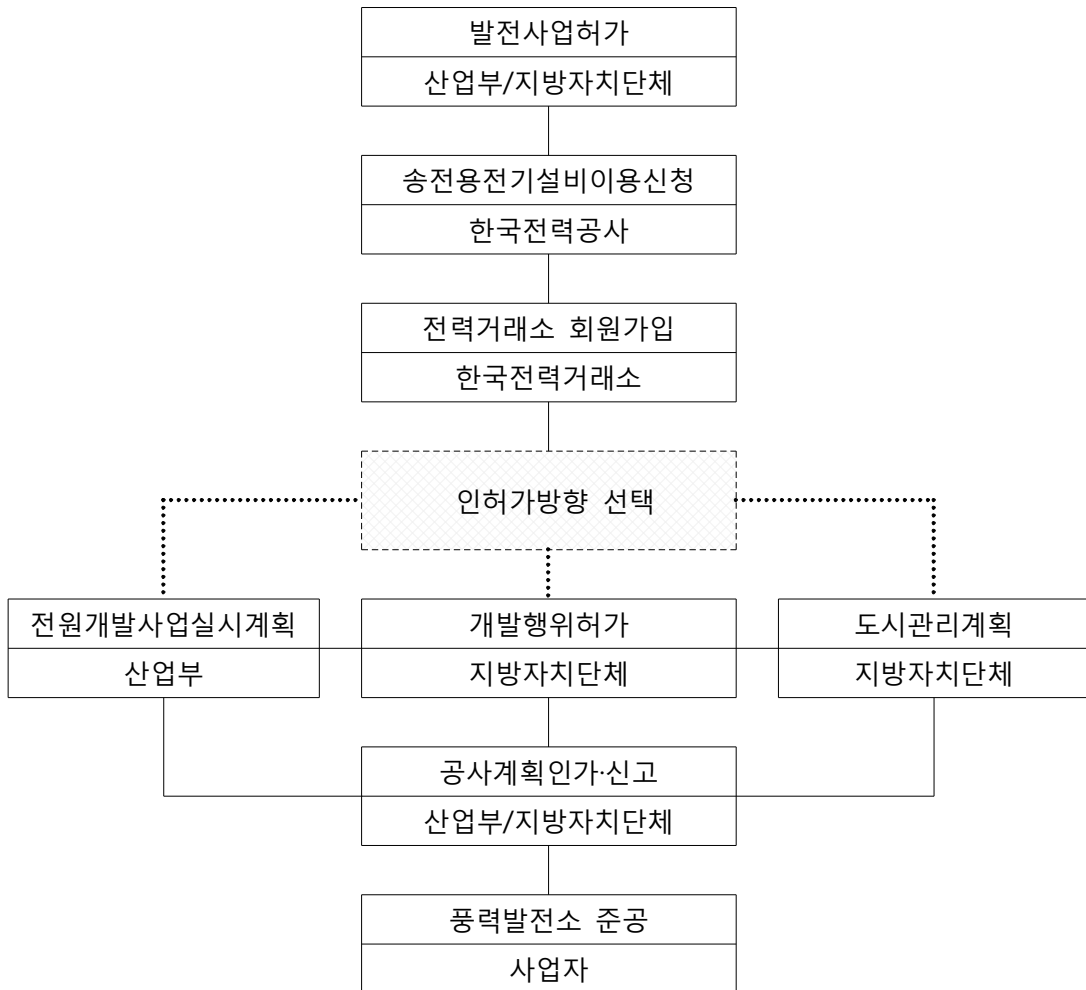 발전사업허가
산업부/지방자치단체
송전용전기설비이용신청
한국전력공사
전력거래소 회원가입
한국전력거래소
인허가방향 선택
전원개발사업실시계획
산업부
개발행위허가
지방자치단체
도시관리계획
지방자치단체
공사계획인가·신고
산업부/지방자치단체
풍력발전소 준공
사업자